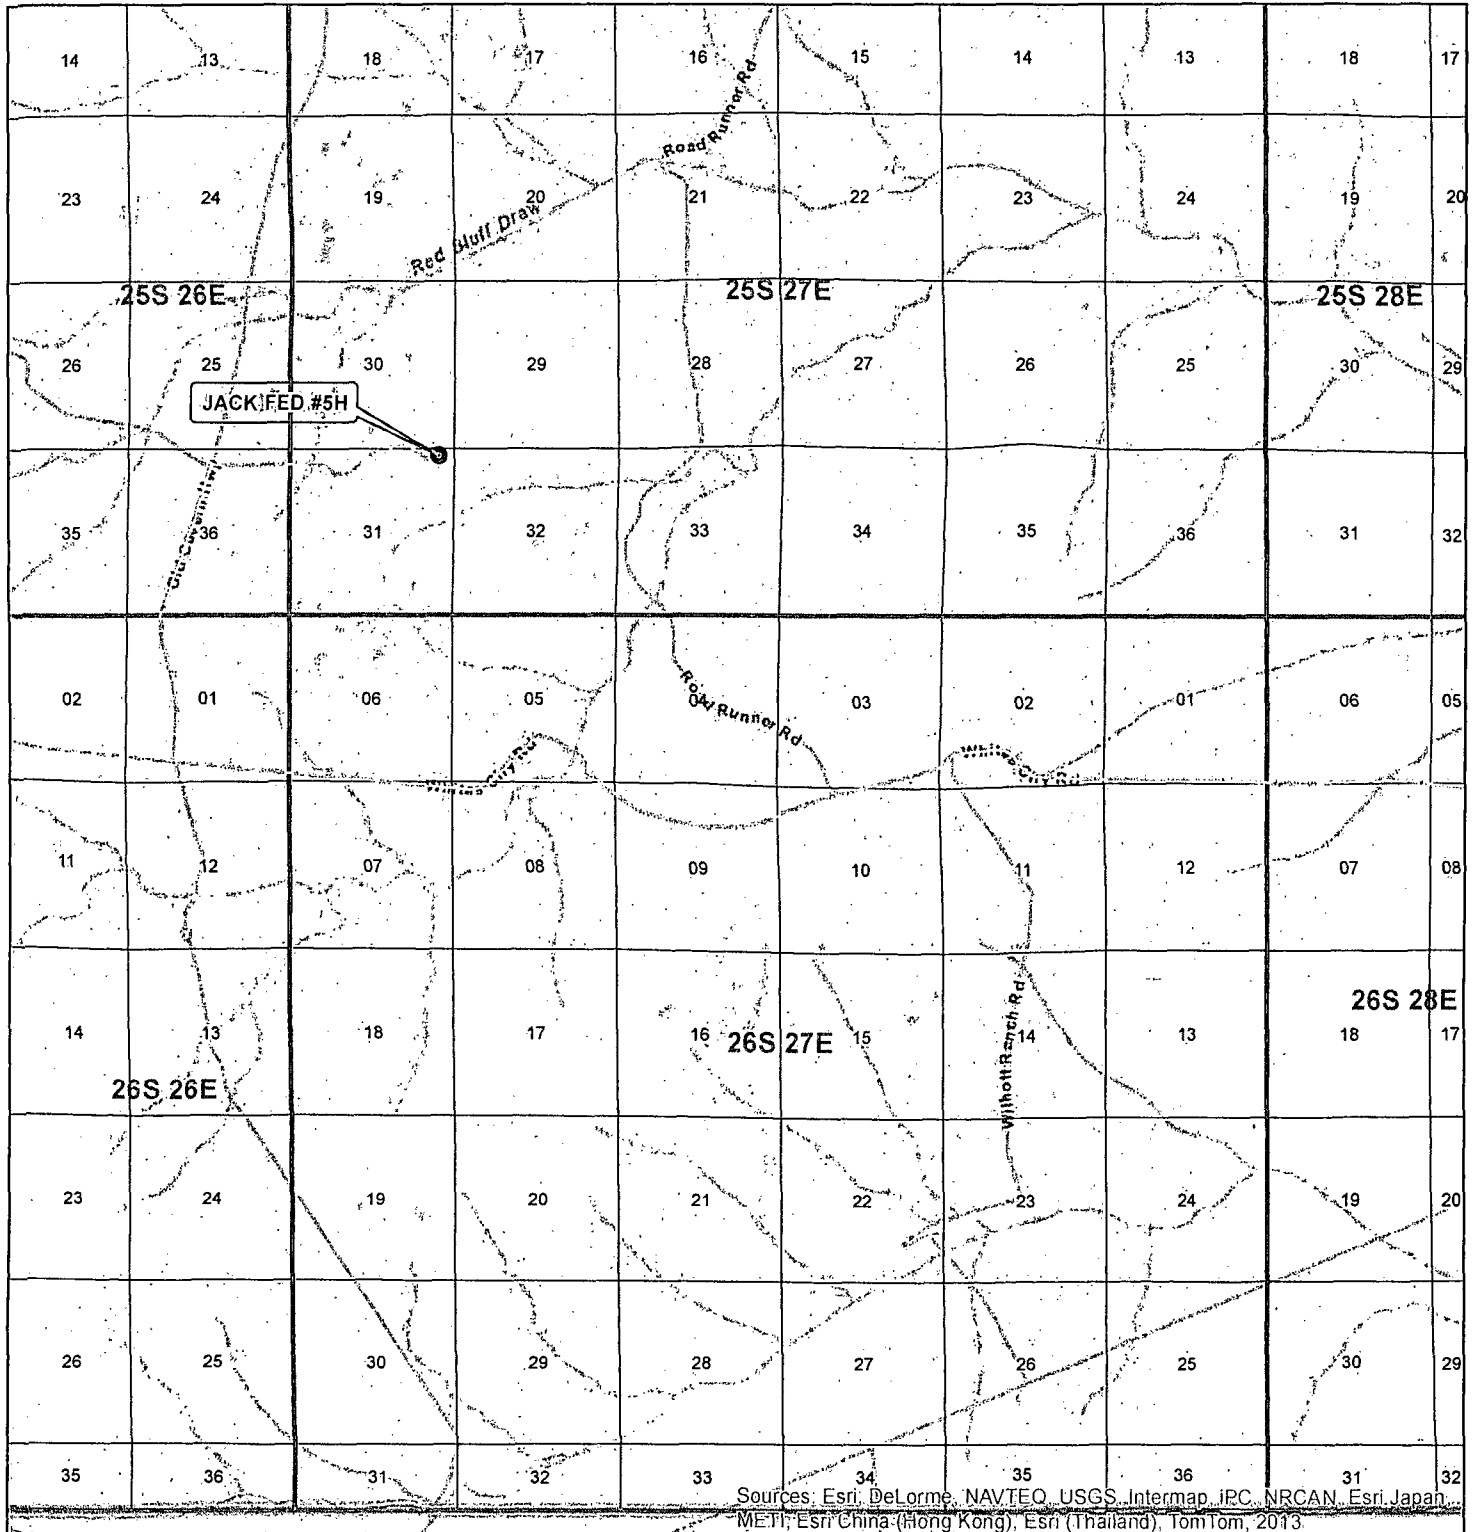 14 13 18 17 16 15 14 13 18 17
Road Runner Rd
23 24 19 20 21 22 23 24 19 20
Red Bluff Draw
25S 26E 25S 27E 25S 28E
26 25 30 29 28 27 26 25 30 29
JACK FED #5H
35 36 31 32 33 34 35 36 31 32
02 01 06 05 04 03 02 01 06 05
Road Runner Rd
White City Rd
White City Rd
11 12 07 08 09 10 11 12 07 08
26S 28E
14 13 18 17 16 15 14 13 18 17
26S 27E
Ranch Rd
26S 26E
23 24 19 20 21 22 23 24 19 20
26 25 30 29 28 27 26 25 30 29
35 36 31 32 33 34 35 36 31 32
Sources: Esri, DeLorme, NAVTEQ, USGS, Intermap, iPC, NRCAN, Esri Japan,
METI, Esri China (Hong Kong), Esri (Thailand), TomTom, 2013